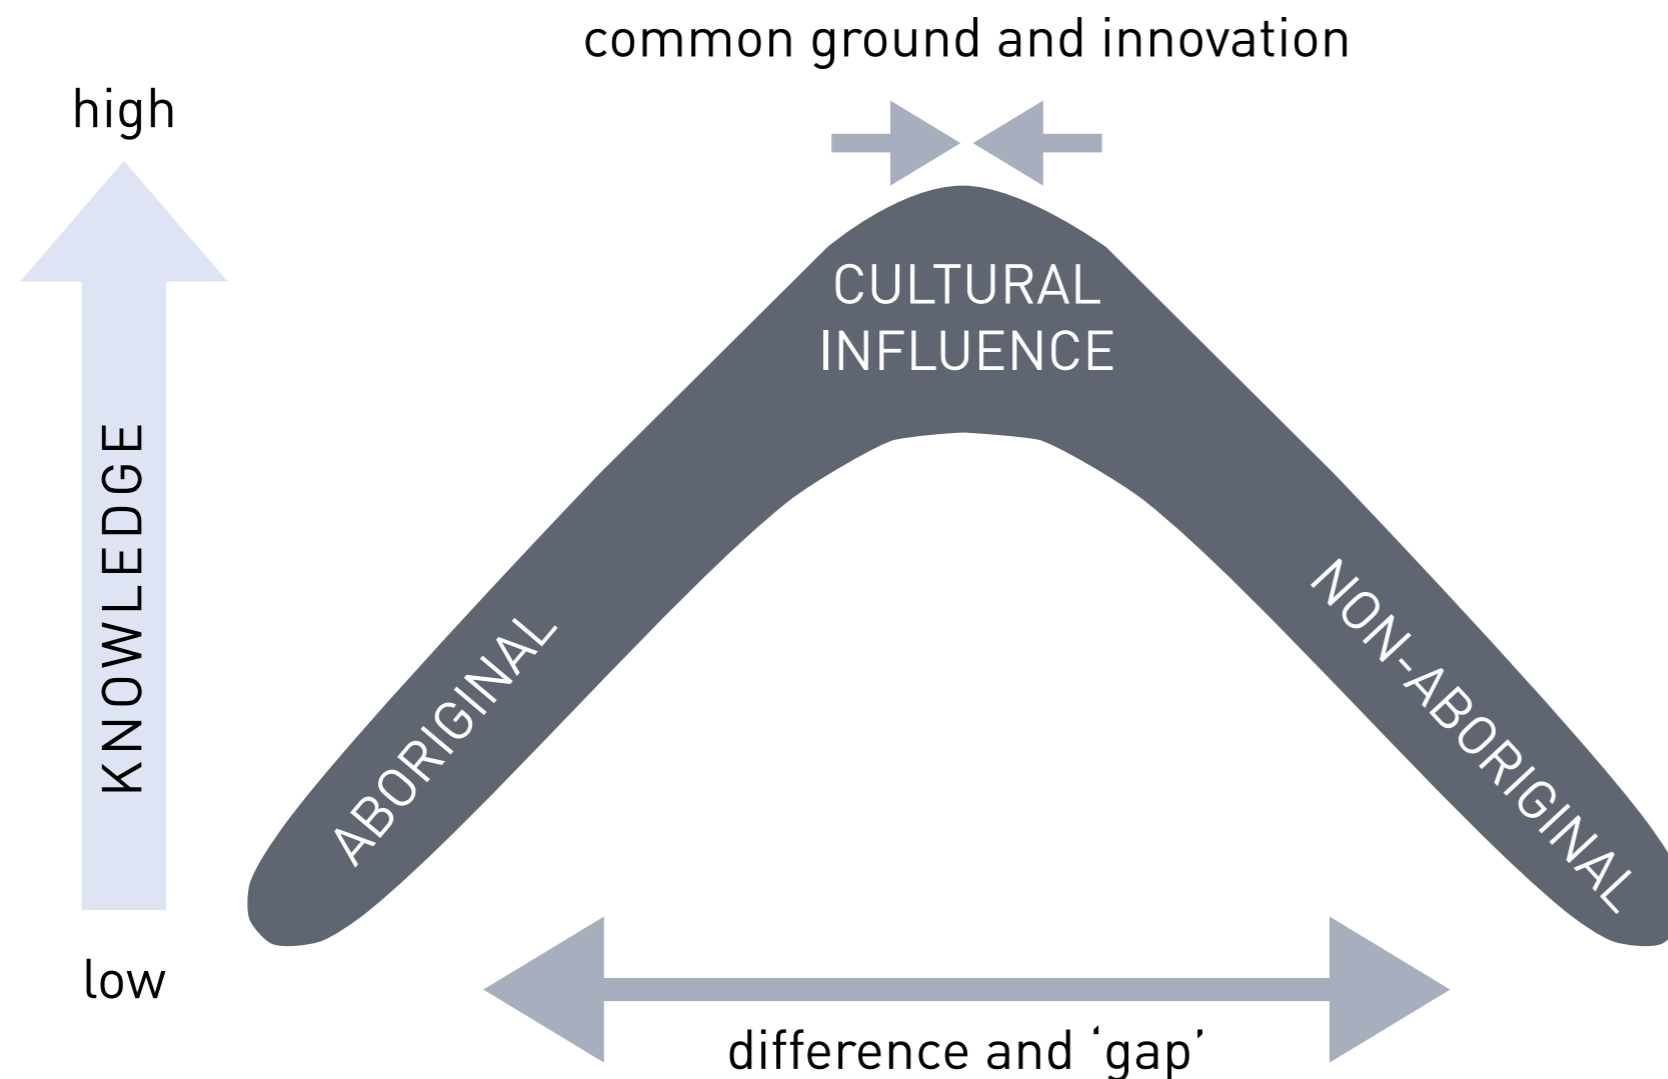 common ground and innovation
high
CULTURAL
INFLUENCE
KNOWLEDGE
ABORIGINAL
NON-ABORIGINAL
low
difference and ‘gap’